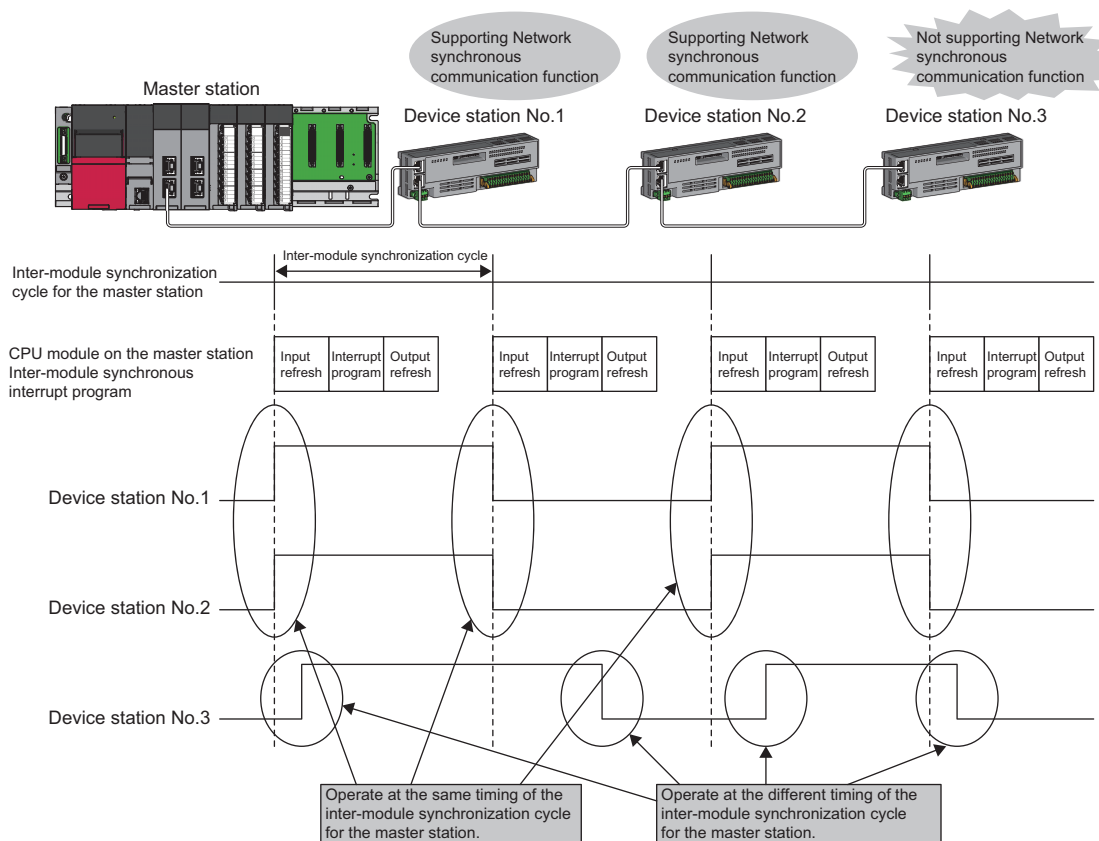 Supporting Network
synchronous
communication function
Supporting Network
synchronous
communication function
Not supporting Network
synchronous
communication function
Master station
Device station No.1
Device station No.2
Device station No.3
Inter-module synchronization cycle
Inter-module synchronization
cycle for the master station
CPU module on the master station
Inter-module synchronous
interrupt program
Input
refresh
Interrupt
program
Output
refresh
Input
refresh
Interrupt
program
Output
refresh
Input
refresh
Interrupt
program
Output
refresh
Input
refresh
Interrupt
program
Output
refresh
Device station No.1
Device station No.2
Device station No.3
Operate at the same timing of the
inter-module synchronization cycle
for the master station.
Operate at the different timing of the
inter-module synchronization cycle
for the master station.